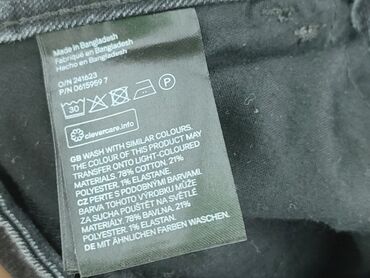 Made in Bangladesh
Fabriqué en Bangladesh
Hecho en Bangladesh
O/N 241623
P/N 0615959 7
30 P
clevercare.info
GB WASH WITH SIMILAR COLOURS.
THE COLOUR OF THIS PRODUCT MAY
TRANSFER ONTO LIGHT-COLOURED
MATERIALS. 78% COTTON, 21%
POLYESTER, 1% ELASTANE.
CZ PERTE S PODOBNÝMI BARVAMI.
BARVA TOHOTO VÝROBKU MŮŽE
ZA SUCHA POUŠTĚT NA SVĚTLÉ
MATERIÁLY. 78% BAVLNA, 21%
POLYESTER, 1% ELASTANE.
DE MIT ÄHNLICHEN FARBEN WASCHEN.